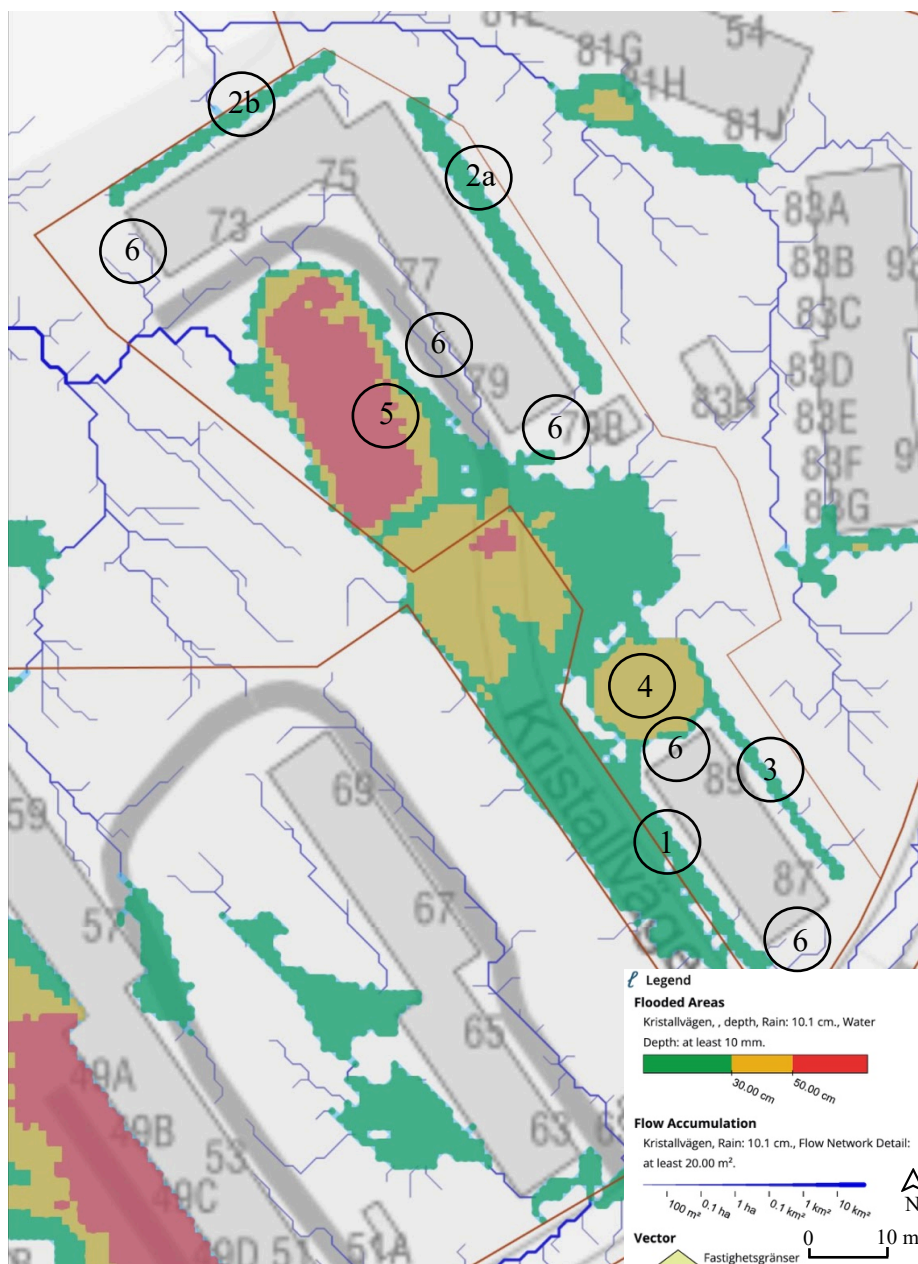 81G
54
81H
81J
2b
2a
75
83A
73
6
83B
77
83C
6
79
83D
83H
5
83E
6
79B
83F
83G
4
Kristallväge
6
3
69
89
59
1
67
87
57
6
65
49A
49B
63
53
49C
49D
51
51A
Legend
Flooded Areas
Kristallvägen, , depth, Rain: 10.1 cm., Water
Depth: at least 10 mm.
30.00 cm
50.00 cm
Flow Accumulation
Kristallvägen, Rain: 10.1 cm., Flow Network Detail:
at least 20.00 m².
100 m²
0.1 ha
1 ha
0.1 km²
1 km²
10 km²
N
Vector
Fastighetsgränser
0
10 m